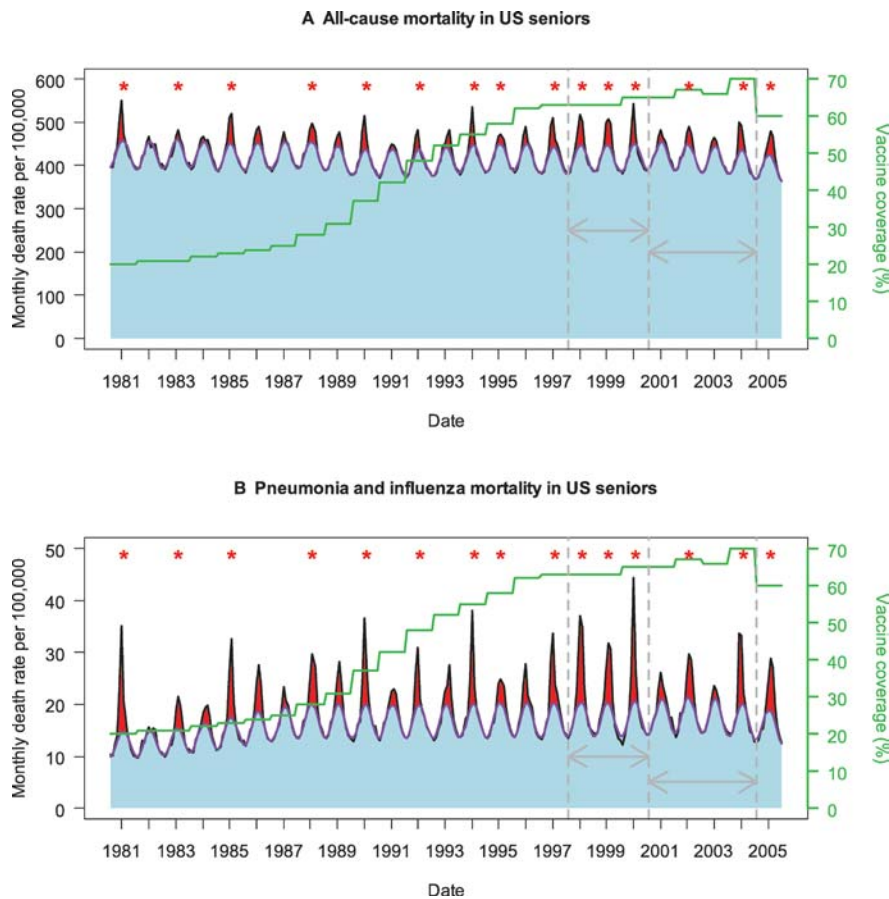 A All-cause mortality in US seniors
Monthly death rate per 100,000
600
500
400
300
200
100
0
* * * * * * * * * * * * * *
70
60
50
40
30
20
10
0
Vaccine coverage (%)
1981 1983 1985 1987 1989 1991 1993 1995 1997 1999 2001 2003 2005
Date
B Pneumonia and influenza mortality in US seniors
Monthly death rate per 100,000
50
40
30
20
10
0
* * * * * * * * * * * * * *
70
60
50
40
30
20
10
0
Vaccine coverage (%)
1981 1983 1985 1987 1989 1991 1993 1995 1997 1999 2001 2003 2005
Date